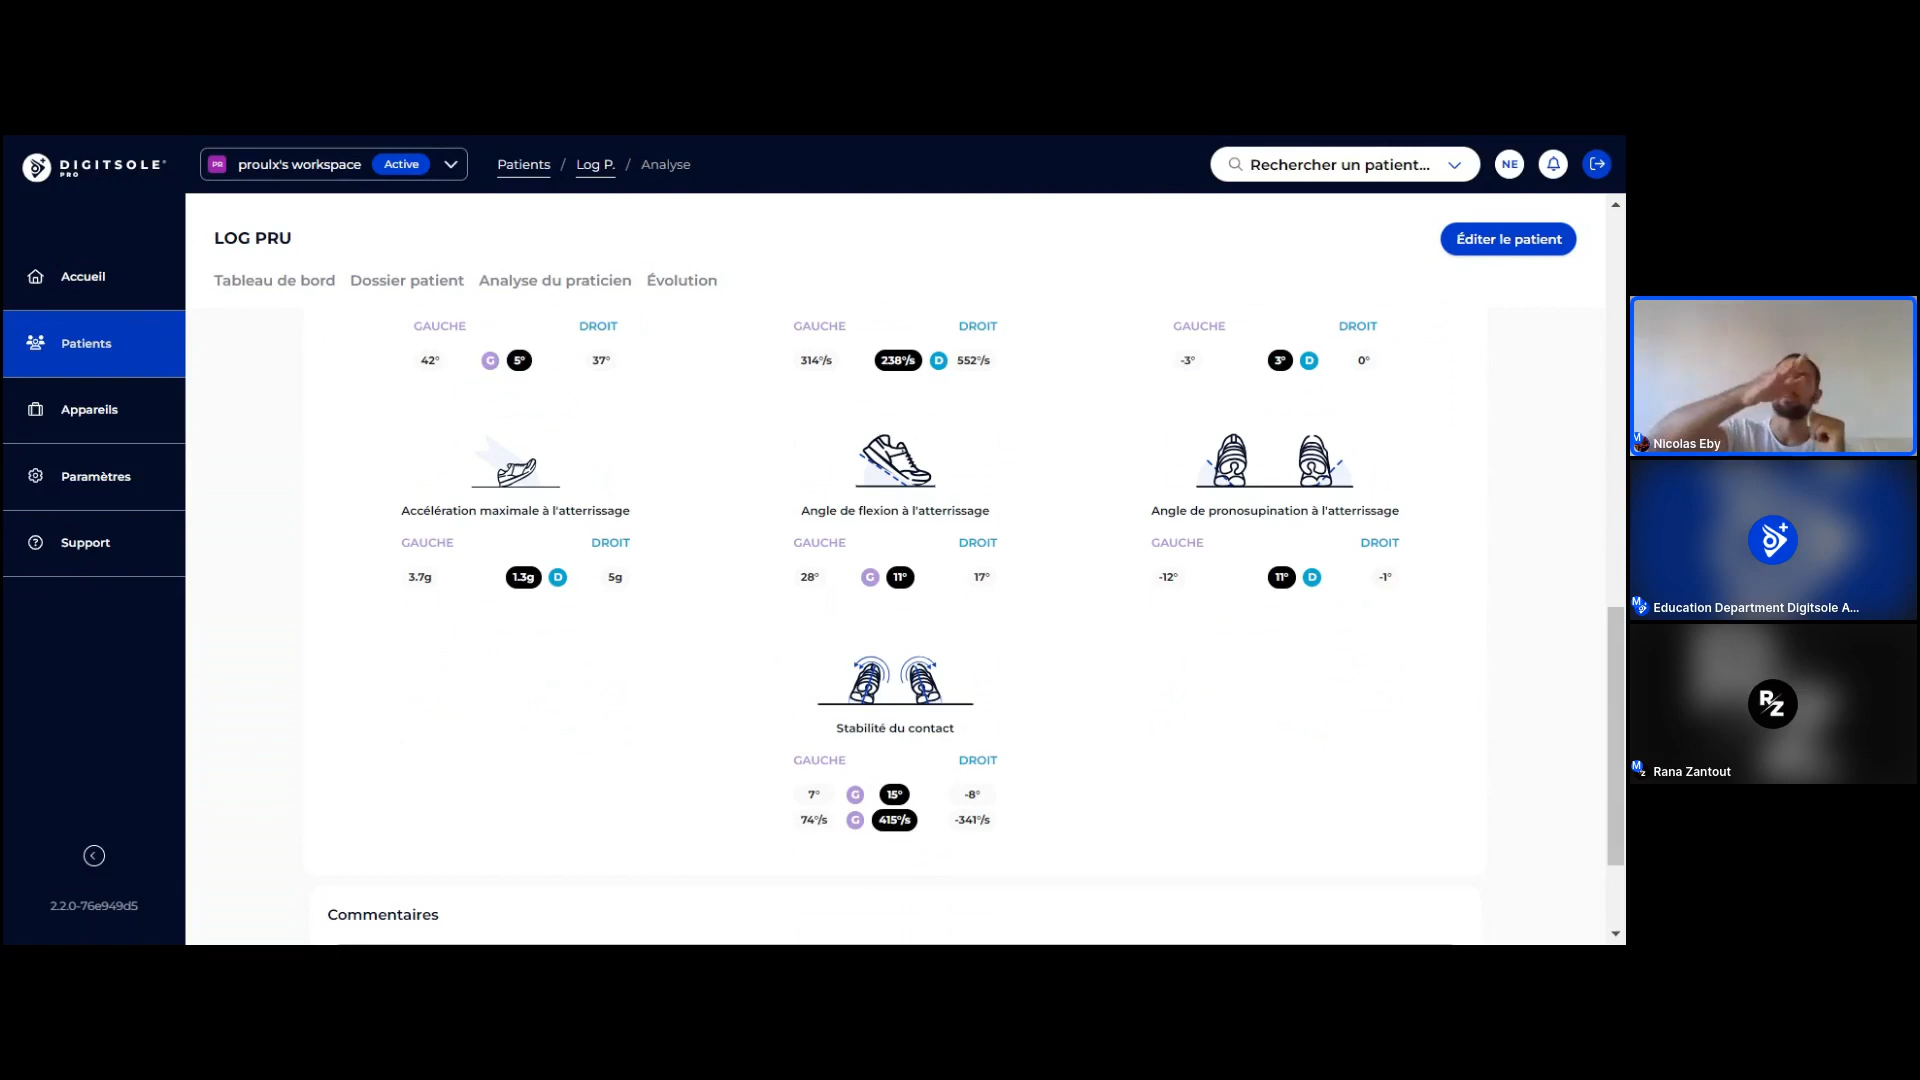 DIGITSOLE
PRO
PR proulx's workspace Active
Patients / Log P. / Analyse
Rechercher un patient...
NE
LOG PRU
Éditer le patient
Tableau de bord Dossier patient Analyse du praticien Évolution
Accueil
Patients
Appareils
Paramètres
Support
2.2.0-76e949d5
GAUCHE DROIT GAUCHE DROIT GAUCHE DROIT
42° G 5° 37° 314°/s 238°/s D 552°/s -3° 3° D 0°
Accélération maximale à l'atterrissage Angle de flexion à l'atterrissage Angle de pronosupination à l'atterrissage
GAUCHE DROIT GAUCHE DROIT GAUCHE DROIT
3.7g 1.3g D 5g 28° G 11° 17° -12° 11° D -1°
Stabilité du contact
GAUCHE DROIT
7° G 15° -8°
74°/s G 415°/s -341°/s
Commentaires
Nicolas Eby
Education Department Digitsole A...
RZ
Rana Zantout